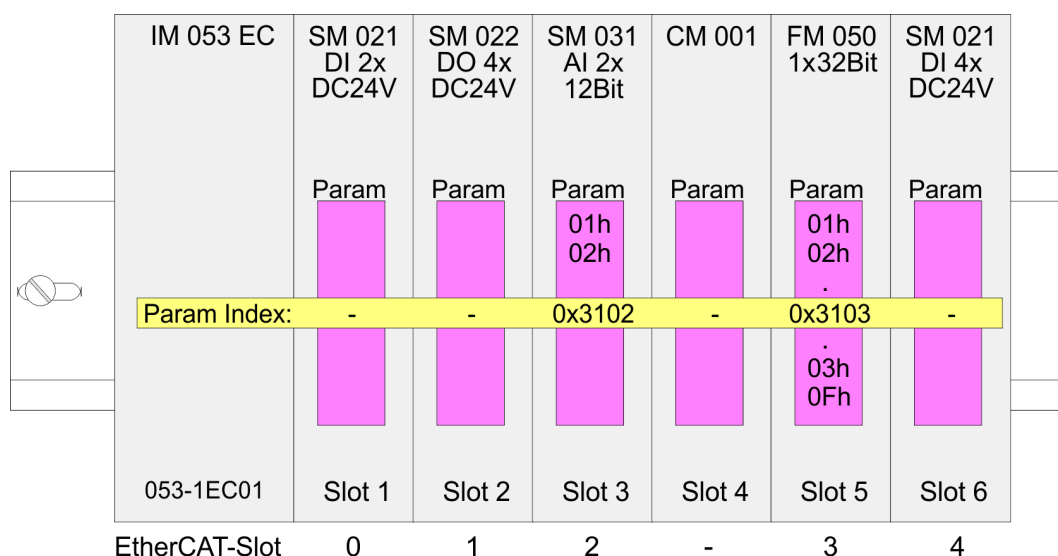 IM 053 EC
SM 021
DI 2x
DC24V
SM 022
DO 4x
DC24V
SM 031
AI 2x
12Bit
CM 001
FM 050
1x32Bit
SM 021
DI 4x
DC24V
Param Param Param Param Param Param
01h 01h
02h 02h
.
Param Index: - - 0x3102 - 0x3103 -
.
03h
0Fh
053-1EC01 Slot 1 Slot 2 Slot 3 Slot 4 Slot 5 Slot 6
EtherCAT-Slot 0 1 2 - 3 4